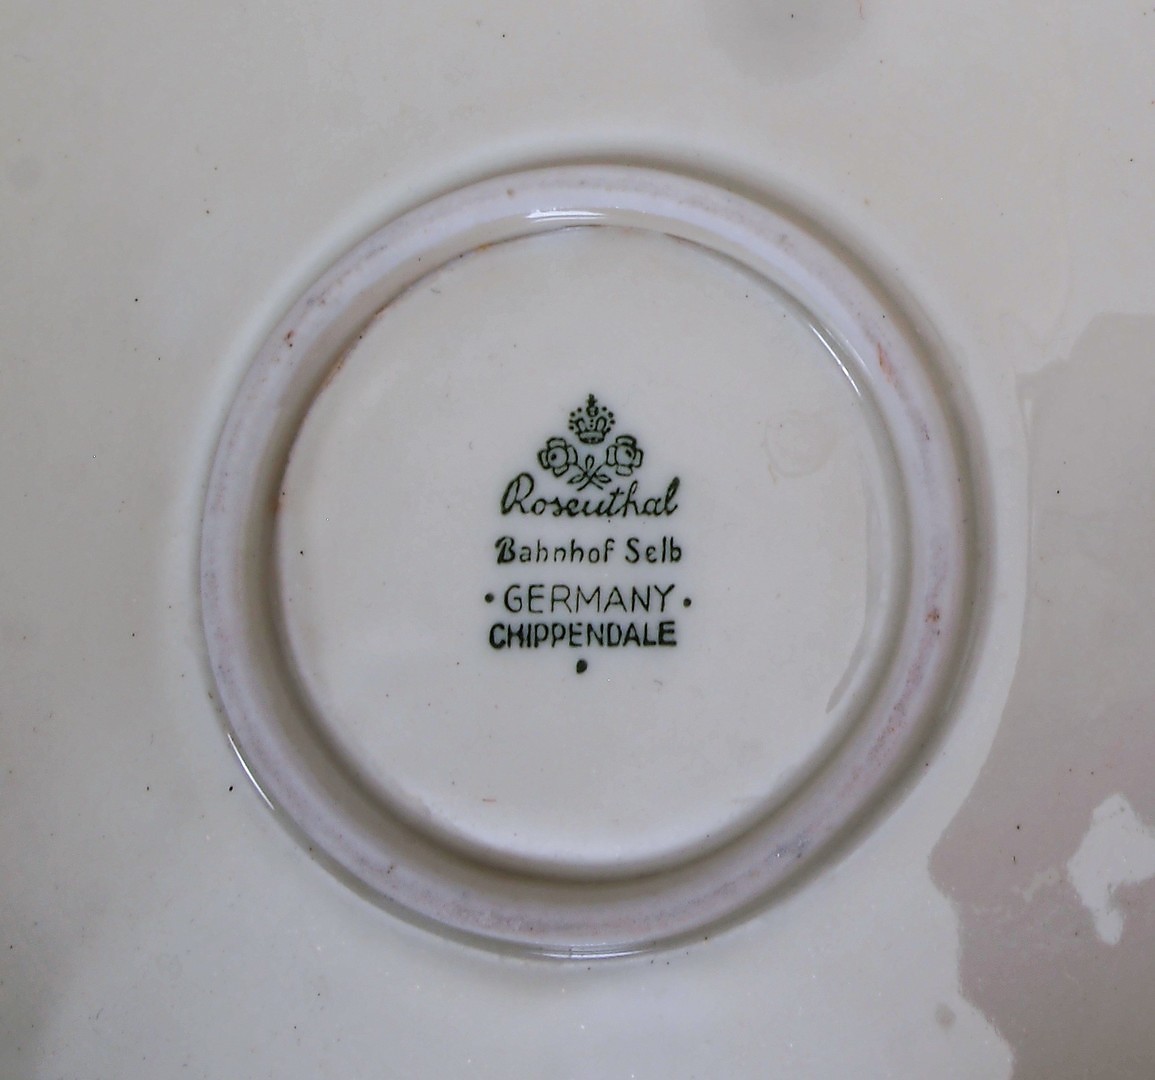 Rosenthal
Bahnhof Selb
• GERMANY •
CHIPPENDALE